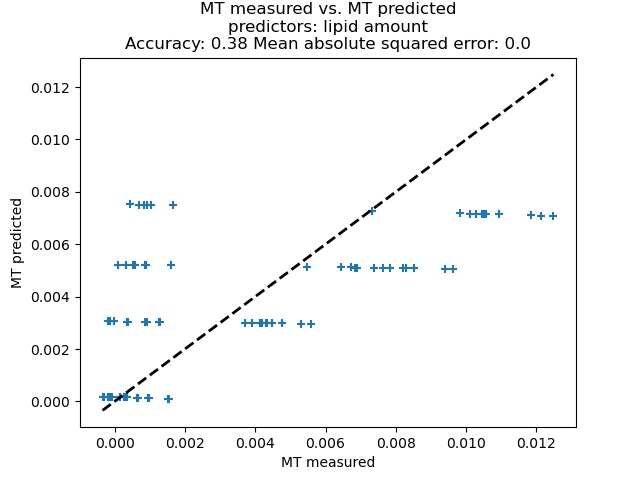 MT measured vs. MT predicted
predictors: lipid amount
Accuracy: 0.38 Mean absolute squared error: 0.0
0.012
0.010
0.008
0.006
0.004
0.002
0.000
MT predicted
0.000 0.002 0.004 0.006 0.008 0.010 0.012
MT measured